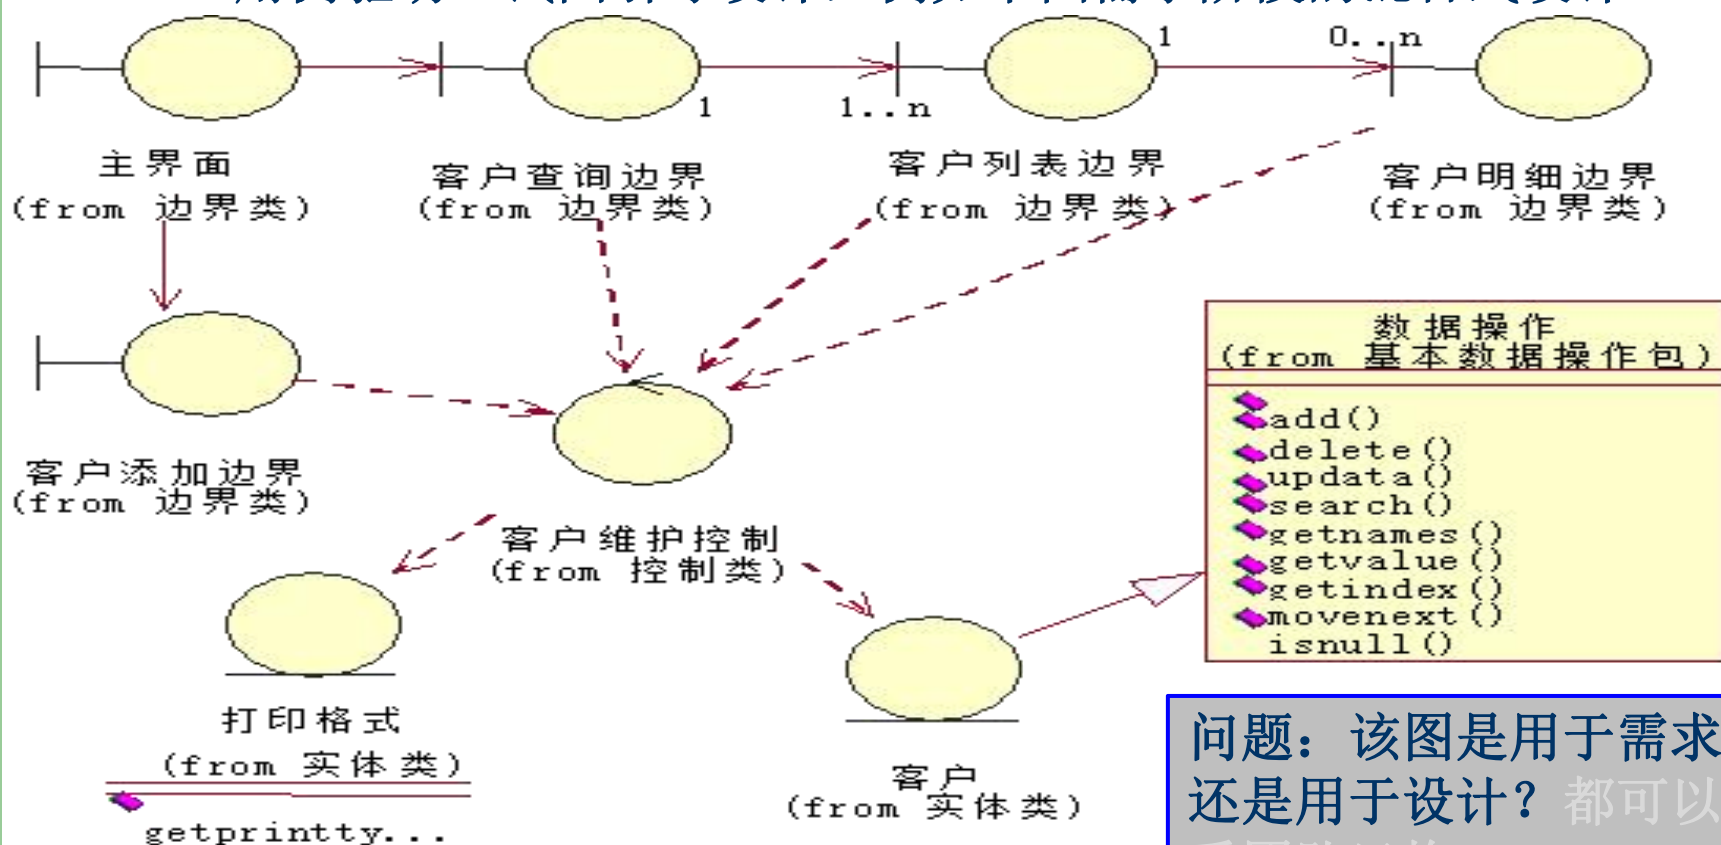 1
0..n
1
1..n
主界面
(from 边界类)
客户查询边界
(from 边界类)
客户列表边界
(from 边界类)
客户明细边界
(from 边界类)
数据操作
(from 基本数据操作包)
add()
delete()
updata()
search()
getnames()
getvalue()
getindex()
movenext()
isnull()
客户添加边界
(from 边界类)
客户维护控制
(from 控制类)
打印格式
(from 实体类)
getprintty...
客户
(from 实体类)
问题：该图是用于需求
还是用于设计？都可以